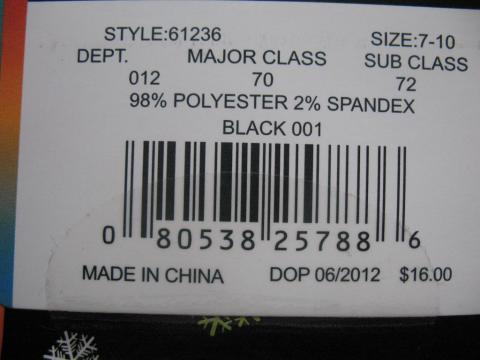 STYLE:61236 SIZE:7-10
DEPT. MAJOR CLASS SUB CLASS
012 70 72
98% POLYESTER 2% SPANDEX
BLACK 001
0 80538 25788 6
MADE IN CHINA DOP 06/2012 $16.00